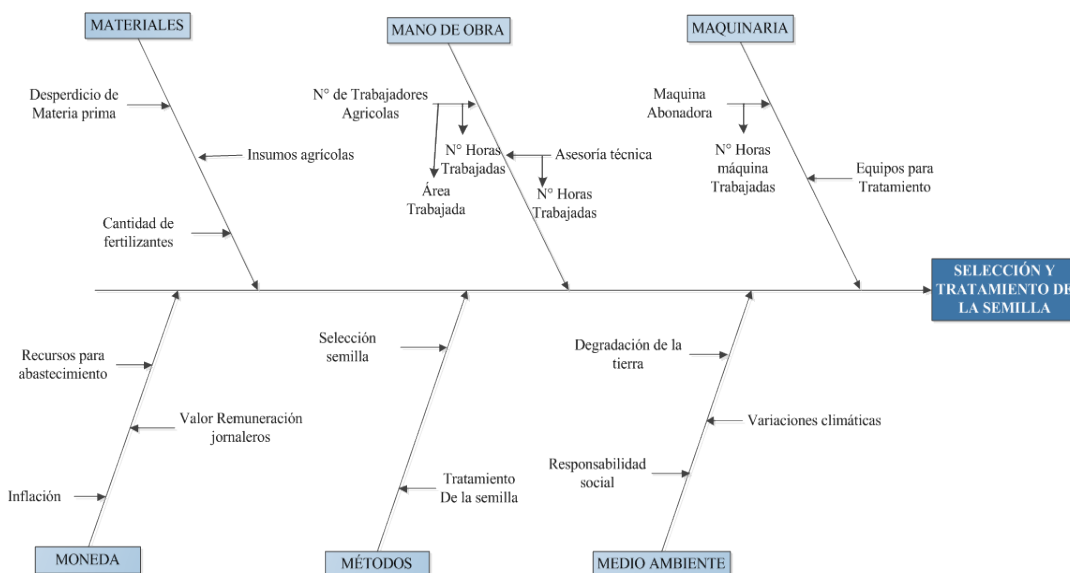 MATERIALES
MANO DE OBRA
MAQUINARIA
Desperdicio de
Materia prima
Insumos agrícolas
Cantidad de
fertilizantes
N° de Trabajadores
Agricolas
N° Horas
Trabajadas
Área
Trabajada
Asesoría técnica
N° Horas
Trabajadas
Maquina
Abonadora
N° Horas
máquina
Trabajadas
Equipos para
Tratamiento
SELECCIÓN Y
TRATAMIENTO DE
LA SEMILLA
Recursos para
abastecimiento
Valor Remuneración
jornaleros
Inflación
Selección
semilla
Tratamiento
De la semilla
Degradación de la
tierra
Variaciones climáticas
Responsabilidad
social
MONEDA
MÉTODOS
MEDIO AMBIENTE